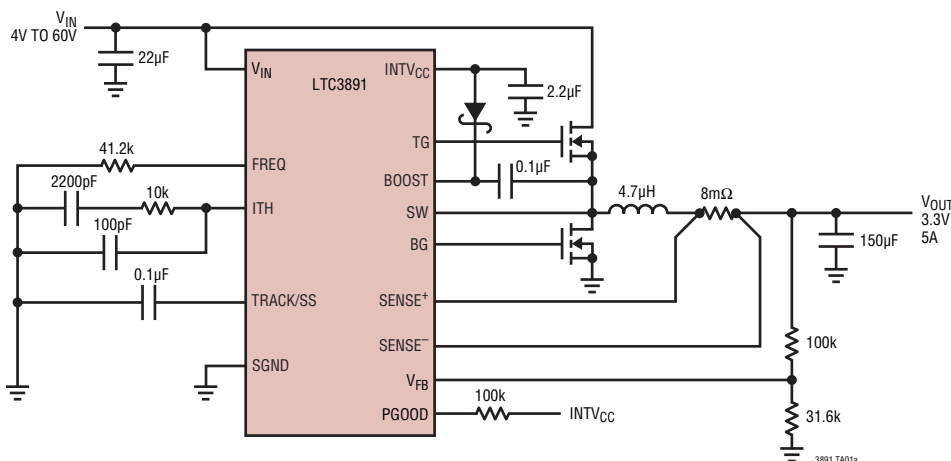 VIN
4V TO 60V
22µF
VIN
LTC3891
INTVCC
2.2µF
TG
BOOST
0.1µF
SW
BG
4.7µH
8mΩ
VOUT
3.3V
5A
150µF
41.2k
FREQ
2200pF
10k
ITH
100pF
0.1µF
TRACK/SS
SENSE+
SENSE–
SGND
VFB
100k
31.6k
PGOOD
100k
INTVCC
3891 TA01a